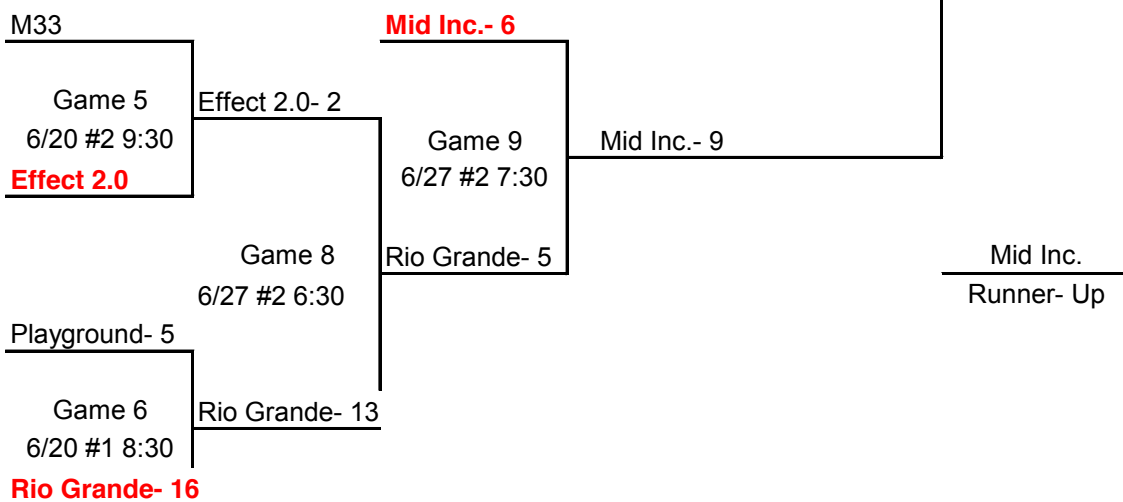 M33
Mid Inc.- 6
Game 5
Effect 2.0- 2
6/20 #2 9:30
Game 9
Mid Inc.- 9
6/27 #2 7:30
Effect 2.0
Game 8
Rio Grande- 5
Mid Inc.
6/27 #2 6:30
Runner- Up
Playground- 5
Game 6
Rio Grande- 13
6/20 #1 8:30
Rio Grande- 16